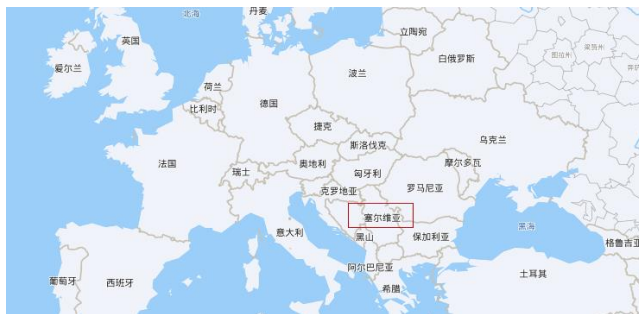 北海
丹麦
立陶宛
英国
爱尔兰
白俄罗斯
荷兰
波兰
比利时
德国
捷克
斯洛伐克
乌克兰
法国
奥地利
摩尔多瓦
瑞士
匈牙利
克罗地亚
罗马尼亚
塞尔维亚
黑海
意大利
黑山
保加利亚
格鲁吉亚
阿尔巴尼亚
葡萄牙
西班牙
土耳其
希腊